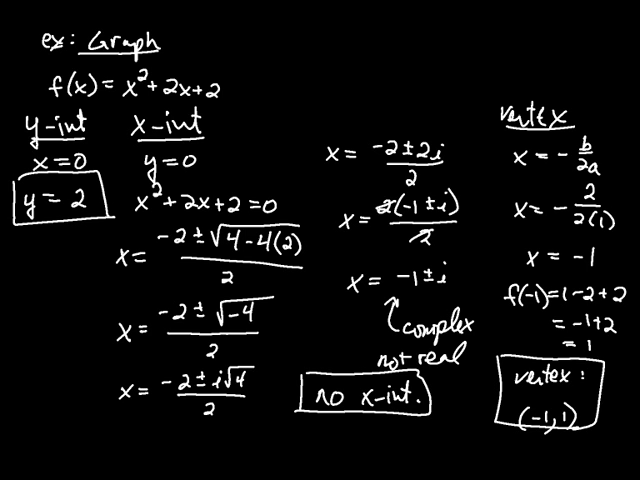 ex: Graph
f(x) = x² + 2x + 2
y-int
x = 0
y = 2
x-int
y = 0
x² + 2x + 2 = 0
x = (-2 ± √(4 - 4(2))) / 2
x = (-2 ± √-4) / 2
x = (-2 ± i√4) / 2
x = (-2 ± 2i) / 2
x = 2(-1 ± i) / 2
x = -1 ± i
complex
not real
no x-int.
vertex
x = - b / 2a
x = - 2 / 2(1)
x = -1
f(-1) = 1 - 2 + 2
= -1 + 2
= 1
vertex:
(-1, 1)